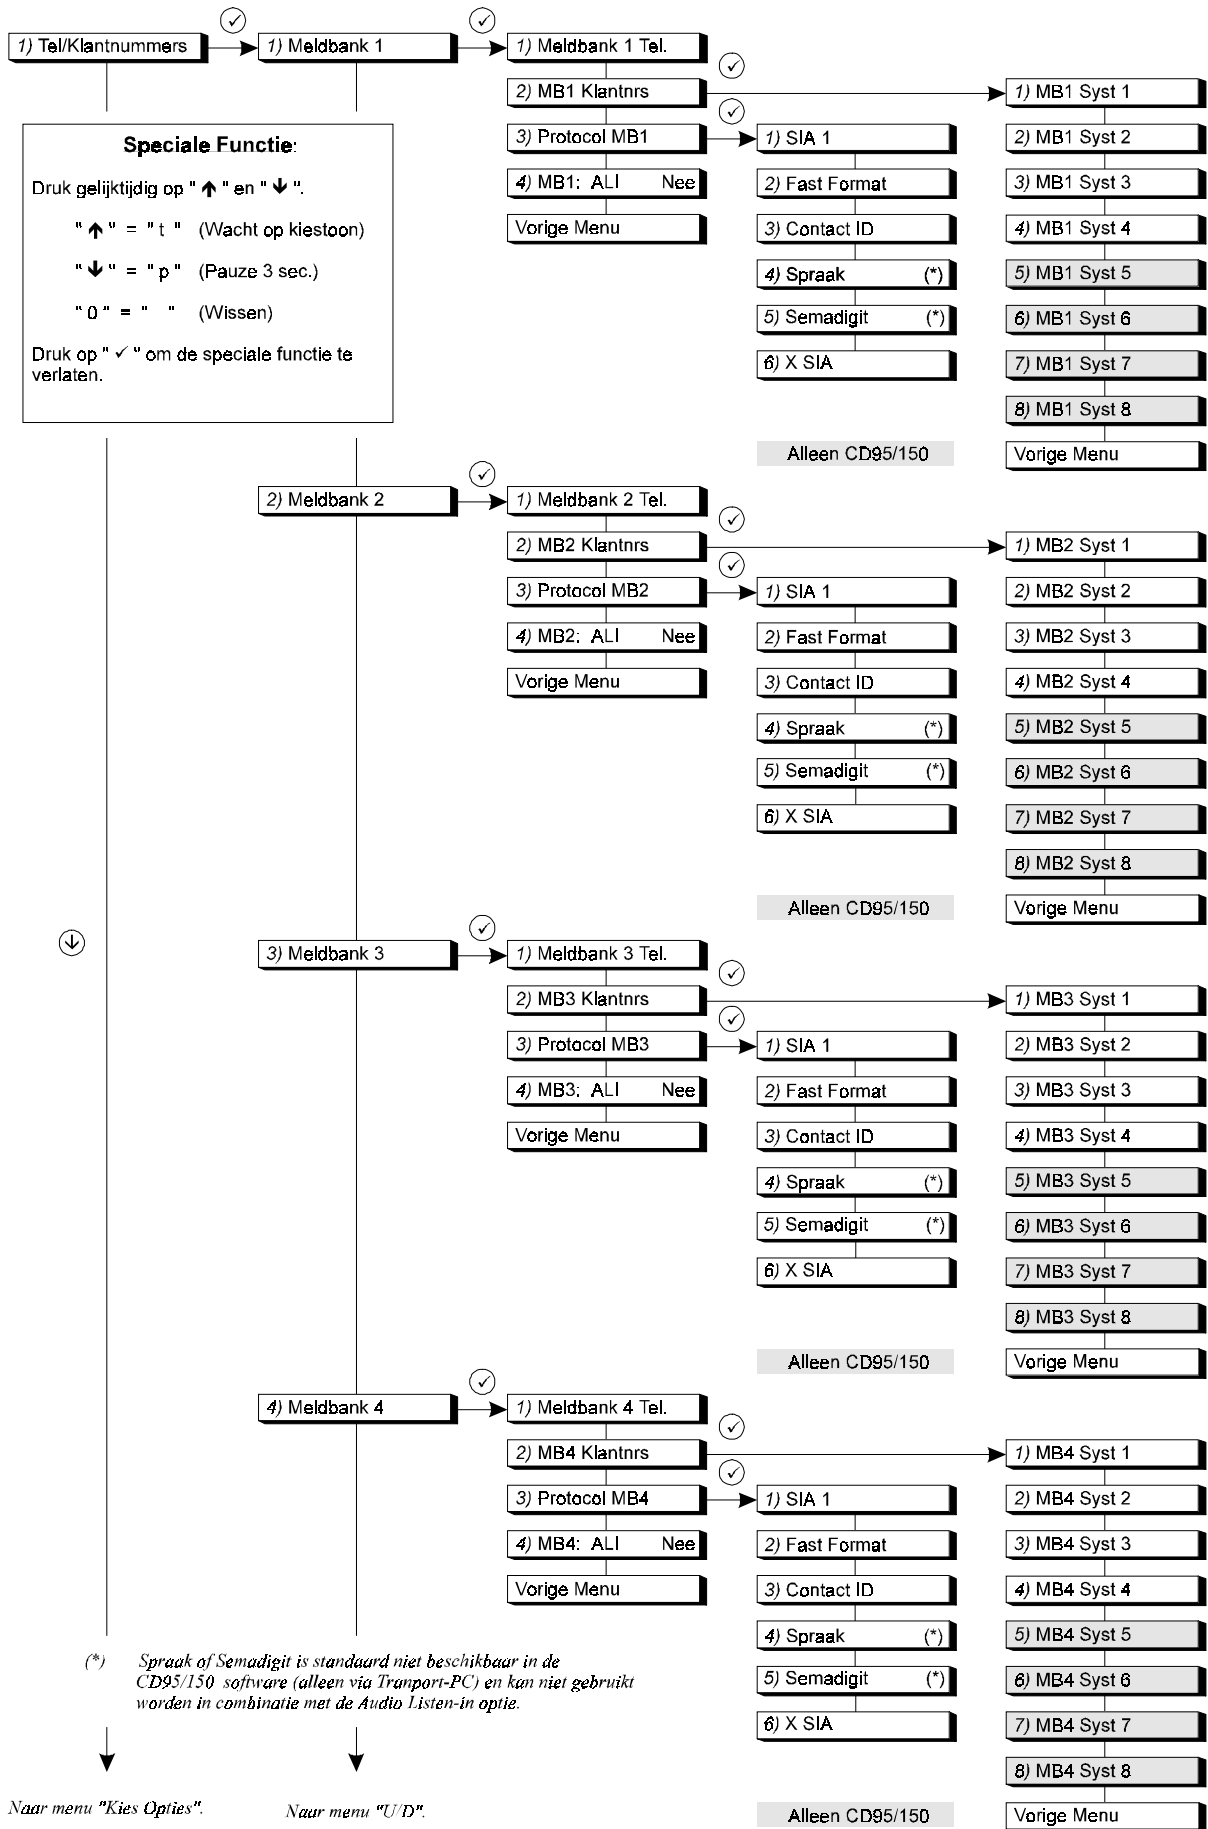 1) Tel/Klantnummers
1) Meldbank 1
1) Meldbank 1 Tel.
2) MB1 Klantnrs
3) Protocol MB1
4) MB1: ALI Nee
Vorige Menu
1) SIA 1
2) Fast Format
3) Contact ID
4) Spraak (*)
5) Semadigit (*)
6) X SIA
Alleen CD95/150
1) MB1 Syst 1
2) MB1 Syst 2
3) MB1 Syst 3
4) MB1 Syst 4
5) MB1 Syst 5
6) MB1 Syst 6
7) MB1 Syst 7
8) MB1 Syst 8
Vorige Menu
Speciale Functie:
Druk gelijktijdig op " ↑ " en " ↓ ".
" ↑ " = " t " (Wacht op kiestoon)
" ↓ " = " p " (Pauze 3 sec.)
" 0 " = " " (Wissen)
Druk op " ✓ " om de speciale functie te
verlaten.
2) Meldbank 2
1) Meldbank 2 Tel.
2) MB2 Klantnrs
3) Protocol MB2
4) MB2: ALI Nee
Vorige Menu
1) SIA 1
2) Fast Format
3) Contact ID
4) Spraak (*)
5) Semadigit (*)
6) X SIA
Alleen CD95/150
1) MB2 Syst 1
2) MB2 Syst 2
3) MB2 Syst 3
4) MB2 Syst 4
5) MB2 Syst 5
6) MB2 Syst 6
7) MB2 Syst 7
8) MB2 Syst 8
Vorige Menu
3) Meldbank 3
1) Meldbank 3 Tel.
2) MB3 Klantnrs
3) Protocol MB3
4) MB3: ALI Nee
Vorige Menu
1) SIA 1
2) Fast Format
3) Contact ID
4) Spraak (*)
5) Semadigit (*)
6) X SIA
Alleen CD95/150
1) MB3 Syst 1
2) MB3 Syst 2
3) MB3 Syst 3
4) MB3 Syst 4
5) MB3 Syst 5
6) MB3 Syst 6
7) MB3 Syst 7
8) MB3 Syst 8
Vorige Menu
4) Meldbank 4
1) Meldbank 4 Tel.
2) MB4 Klantnrs
3) Protocol MB4
4) MB4: ALI Nee
Vorige Menu
1) SIA 1
2) Fast Format
3) Contact ID
4) Spraak (*)
5) Semadigit (*)
6) X SIA
Alleen CD95/150
1) MB4 Syst 1
2) MB4 Syst 2
3) MB4 Syst 3
4) MB4 Syst 4
5) MB4 Syst 5
6) MB4 Syst 6
7) MB4 Syst 7
8) MB4 Syst 8
Vorige Menu
(*) Spraak of Semadigit is standaard niet beschikbaar in de
CD95/150 software (alleen via Tranport-PC) en kan niet gebruikt
worden in combinatie met de Audio Listen-in optie.
Naar menu "Kies Opties".
Naar menu "U/D".